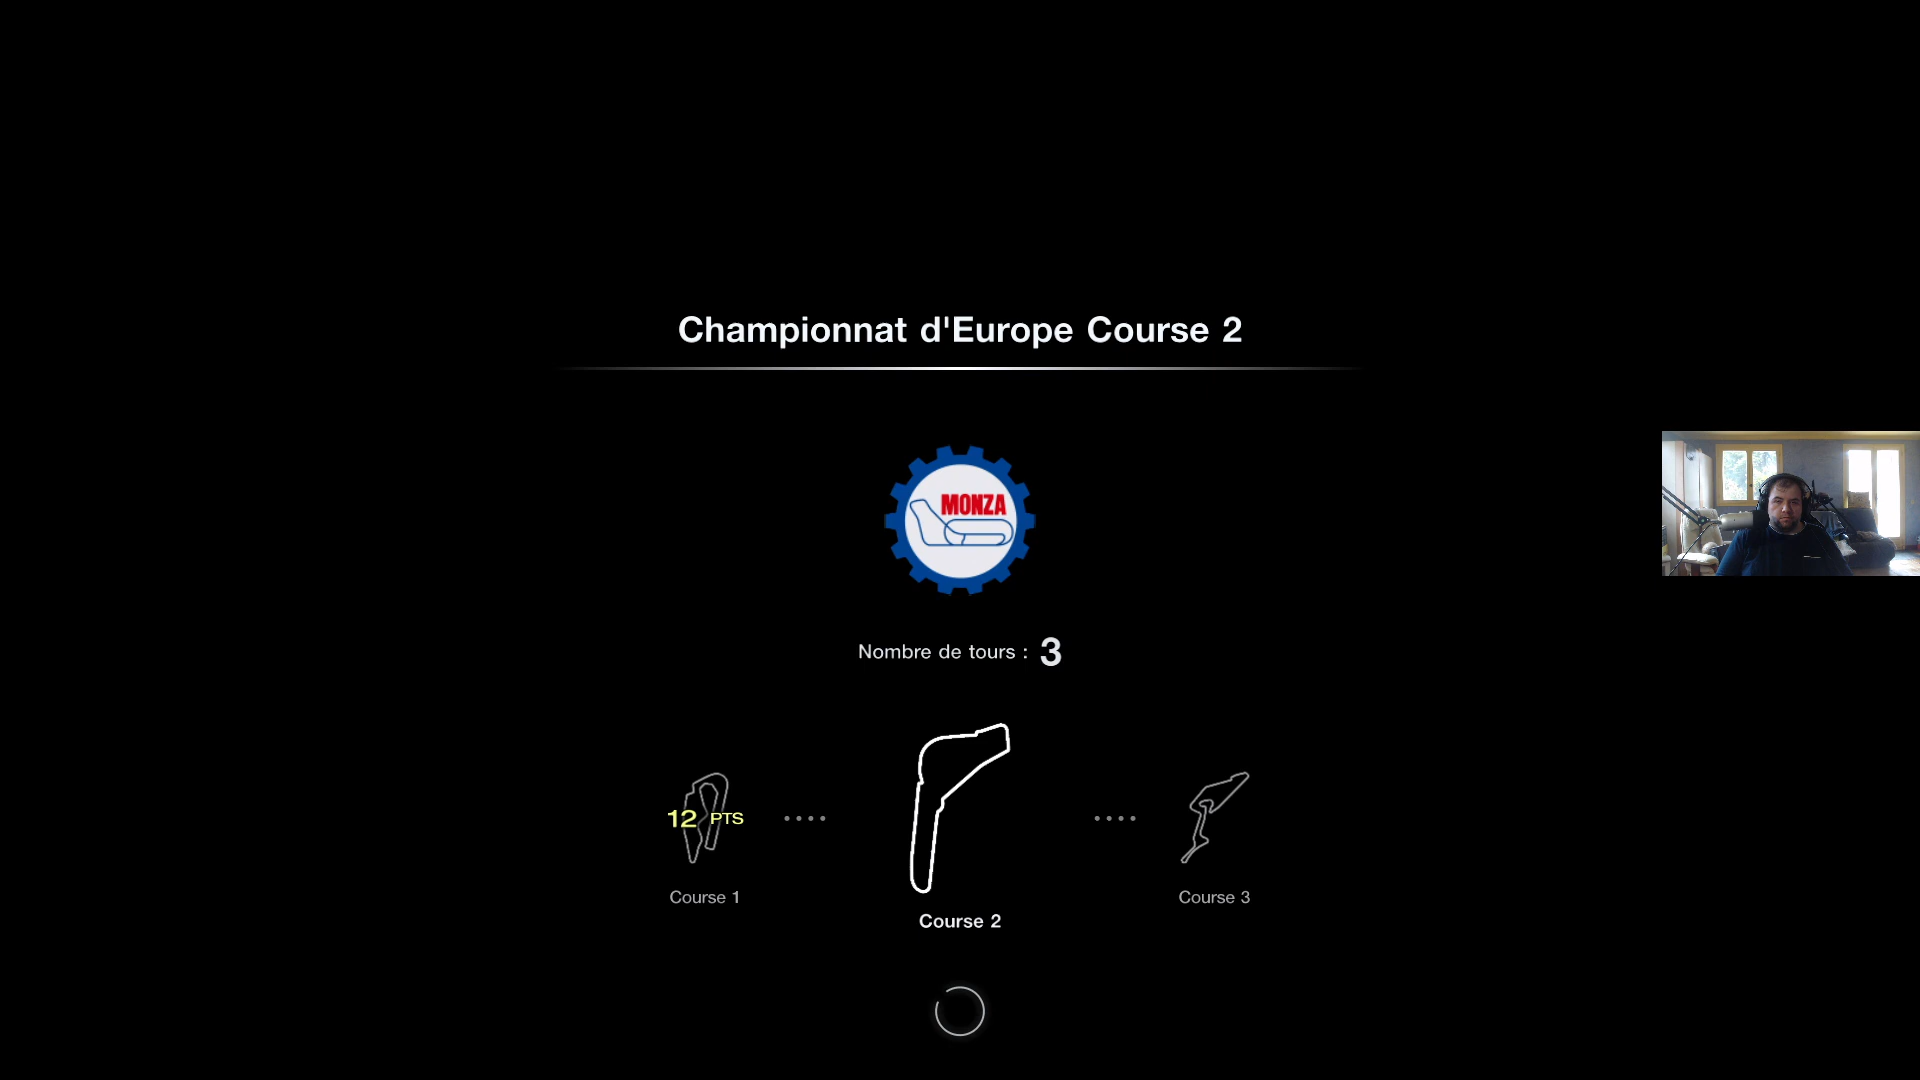 Championnat d'Europe Course 2
MONZA
Nombre de tours : 3
12 PTS
Course 1
Course 2
Course 3